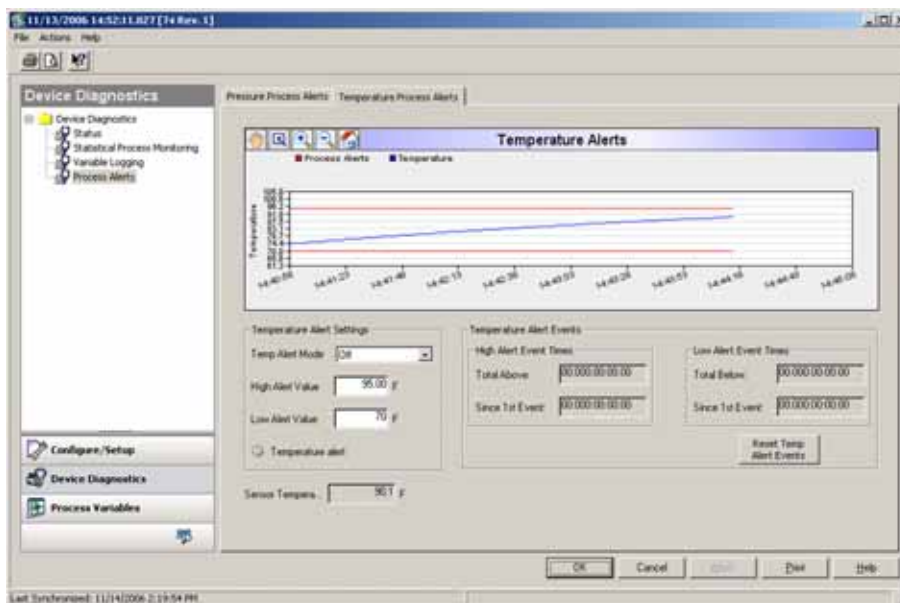 11/13/2006 14:52:11.827 [74 Rev. 1]
File Actions Help
Device Diagnostics
Device Diagnostics
Status
Statistical Process Monitoring
Variable Logging
Process Alerts
Configure/Setup
Device Diagnostics
Process Variables
Pressure Process Alerts Temperature Process Alerts
Temperature Alerts
Process Alerts Temperature
Temperature
Temperature Alert Settings
Temp Alert Mode Off
High Alert Value 95.00 F
Low Alert Value 70 F
Temperature alert
Sensor Tempera... 90.1 F
Temperature Alert Events
High Alert Event Times
Total Above 00:000:00:00:00
Since 1st Event 00:000:00:00:00
Low Alert Event Times
Total Below 00:000:00:00:00
Since 1st Event 00:000:00:00:00
Reset Temp
Alert Events
OK Cancel Print Help
Last Synchronized: 11/14/2006 2:19:54 PM